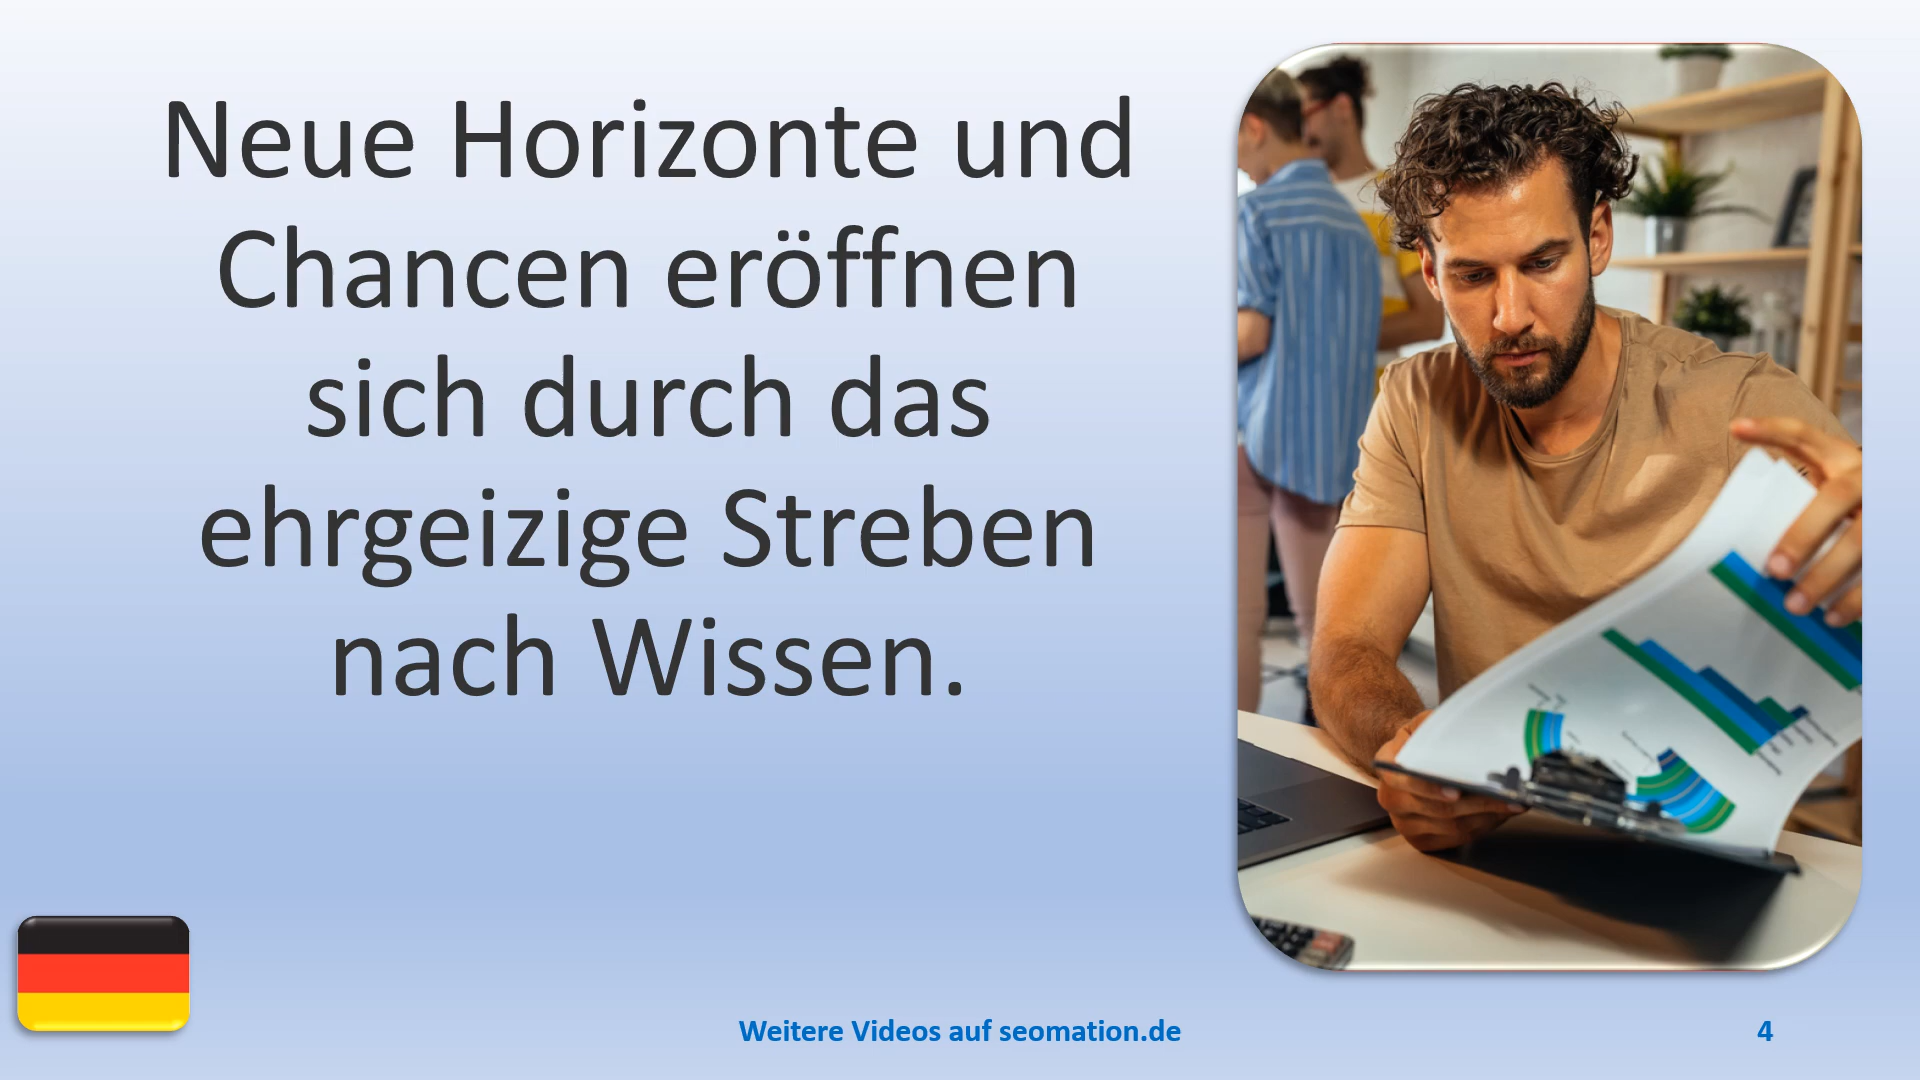 Neue Horizonte und
Chancen eröffnen
sich durch das
ehrgeizige Streben
nach Wissen.
Weitere Videos auf seomation.de
4